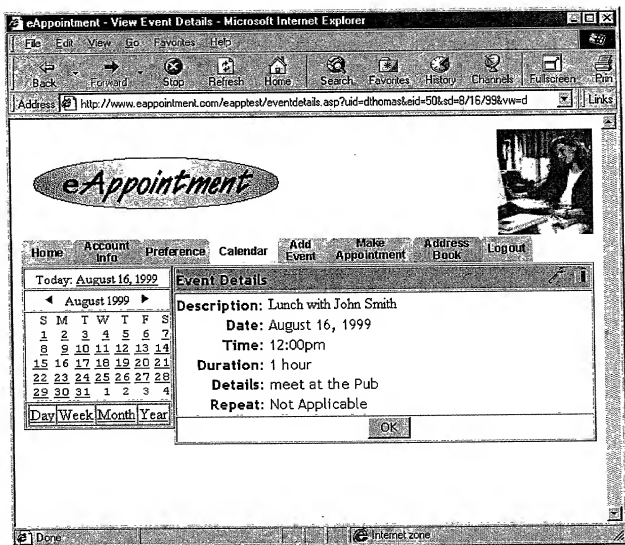 eAppointment - View Event Details - Microsoft Internet Explorer
File Edit View Go Favorites Help
Back Forward Stop Refresh Home Search Favorites History Channels Fullscreen Prin
Address http://www.eappointment.com/eapptest/eventdetails.asp?uid=dthomas&eid=50&sd=8/16/99&vw=d Links
eAppointment
Home Account Info Preference Calendar Add Event Make Appointment Address Book Logout
Today: August 16, 1999
Event Details
◄ August 1999 ►
S M T W T F S
1 2 3 4 5 6 7
8 9 10 11 12 13 14
15 16 17 18 19 20 21
22 23 24 25 26 27 28
29 30 31 1 2 3 4
Day Week Month Year
Description: Lunch with John Smith
Date: August 16, 1999
Time: 12:00pm
Duration: 1 hour
Details: meet at the Pub
Repeat: Not Applicable
OK
Done Internet zone